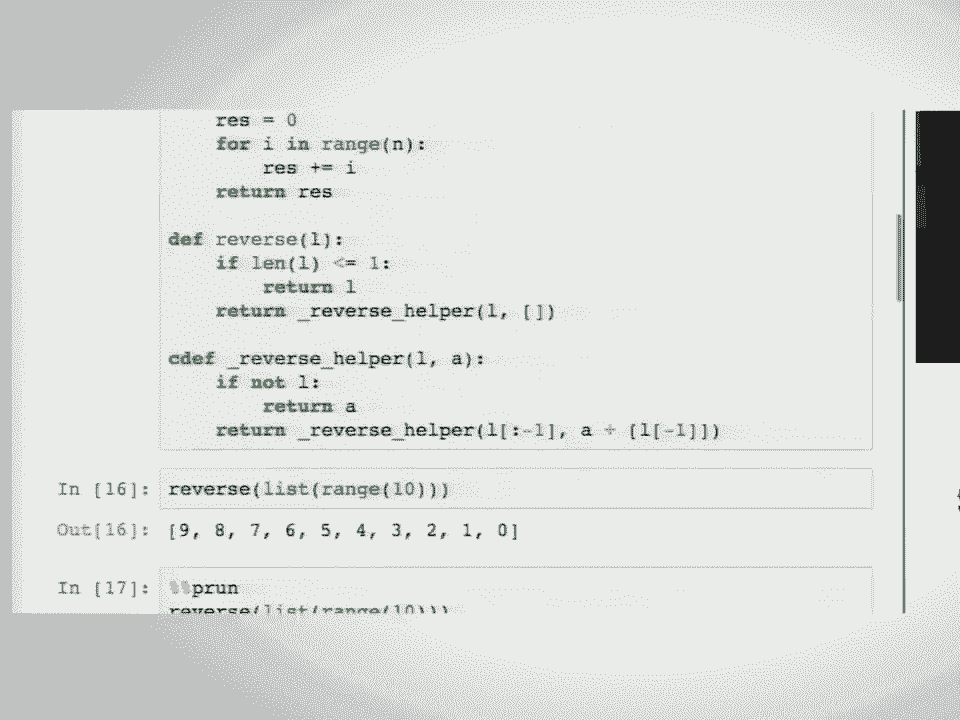 res = 0
for i in range(n):
res += i
return res
def reverse(l):
if len(l) <= 1:
return l
return _reverse_helper(l, [])
cdef _reverse_helper(l, a):
if not l:
return a
return _reverse_helper(l[:-1], a + [l[-1]])
In [16]: reverse(list(range(10)))
Out[16]: [9, 8, 7, 6, 5, 4, 3, 2, 1, 0]
In [17]: %%prun
reverse(list(range(10)))